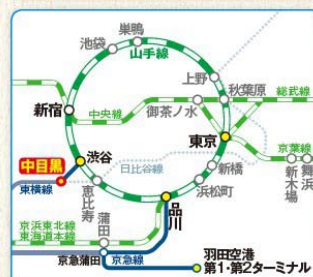 巣鴨
池袋
山手線
上野
秋葉原
総武線
新宿
中央線
御茶ノ水
東京
京葉線
渋谷
中目黒
日比谷線
新橋
新木場
舞浜
東横線
恵比寿
浜松町
品川
京浜東北線
東海道本線
蒲田
京急蒲田
京急線
羽田空港
第1・第2ターミナル